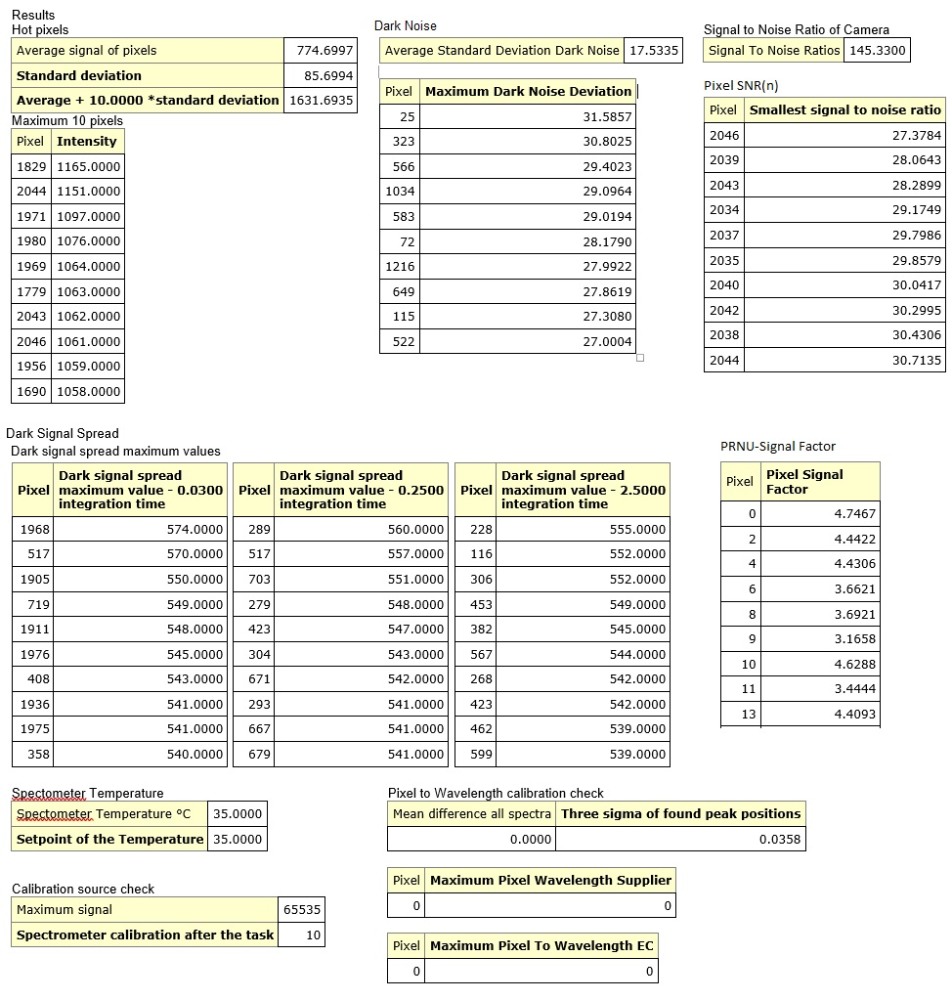 Results
Hot pixels
Average signal of pixels 774.6997
Standard deviation 85.6994
Average + 10.0000 *standard deviation 1631.6935
Maximum 10 pixels
Pixel Intensity
1829 1165.0000
2044 1151.0000
1971 1097.0000
1980 1076.0000
1969 1064.0000
1779 1063.0000
2043 1062.0000
2046 1061.0000
1956 1059.0000
1690 1058.0000
Dark Noise
Average Standard Deviation Dark Noise 17.5335
Pixel Maximum Dark Noise Deviation
25 31.5857
323 30.8025
566 29.4023
1034 29.0964
583 29.0194
72 28.1790
1216 27.9922
649 27.8619
115 27.3080
522 27.0004
Signal to Noise Ratio of Camera
Signal To Noise Ratios 145.3300
Pixel SNR(n)
Pixel Smallest signal to noise ratio
2046 27.3784
2039 28.0643
2043 28.2899
2034 29.1749
2037 29.7986
2035 29.8579
2040 30.0417
2042 30.2995
2038 30.4306
2044 30.7135
Dark Signal Spread
Dark signal spread maximum values
Pixel Dark signal spread
maximum value - 0.0300
integration time
1968 574.0000
517 570.0000
1905 550.0000
719 549.0000
1911 548.0000
1976 545.0000
408 543.0000
1936 541.0000
1975 541.0000
358 540.0000
Pixel Dark signal spread
maximum value - 0.2500
integration time
289 560.0000
517 557.0000
703 551.0000
279 548.0000
423 547.0000
304 543.0000
671 542.0000
293 541.0000
667 541.0000
679 541.0000
Pixel Dark signal spread
maximum value - 2.5000
integration time
228 555.0000
116 552.0000
306 552.0000
453 549.0000
382 545.0000
567 544.0000
268 542.0000
423 542.0000
462 539.0000
599 539.0000
PRNU-Signal Factor
Pixel Pixel Signal
Factor
0 4.7467
2 4.4422
4 4.4306
6 3.6621
8 3.6921
9 3.1658
10 4.6288
11 3.4444
13 4.4093
Spectometer Temperature
Spectometer Temperature ºC 35.0000
Setpoint of the Temperature 35.0000
Calibration source check
Maximum signal 65535
Spectrometer calibration after the task 10
Pixel to Wavelength calibration check
Mean difference all spectra Three sigma of found peak positions
0.0000 0.0358
Pixel Maximum Pixel Wavelength Supplier
0 0
Pixel Maximum Pixel To Wavelength EC
0 0